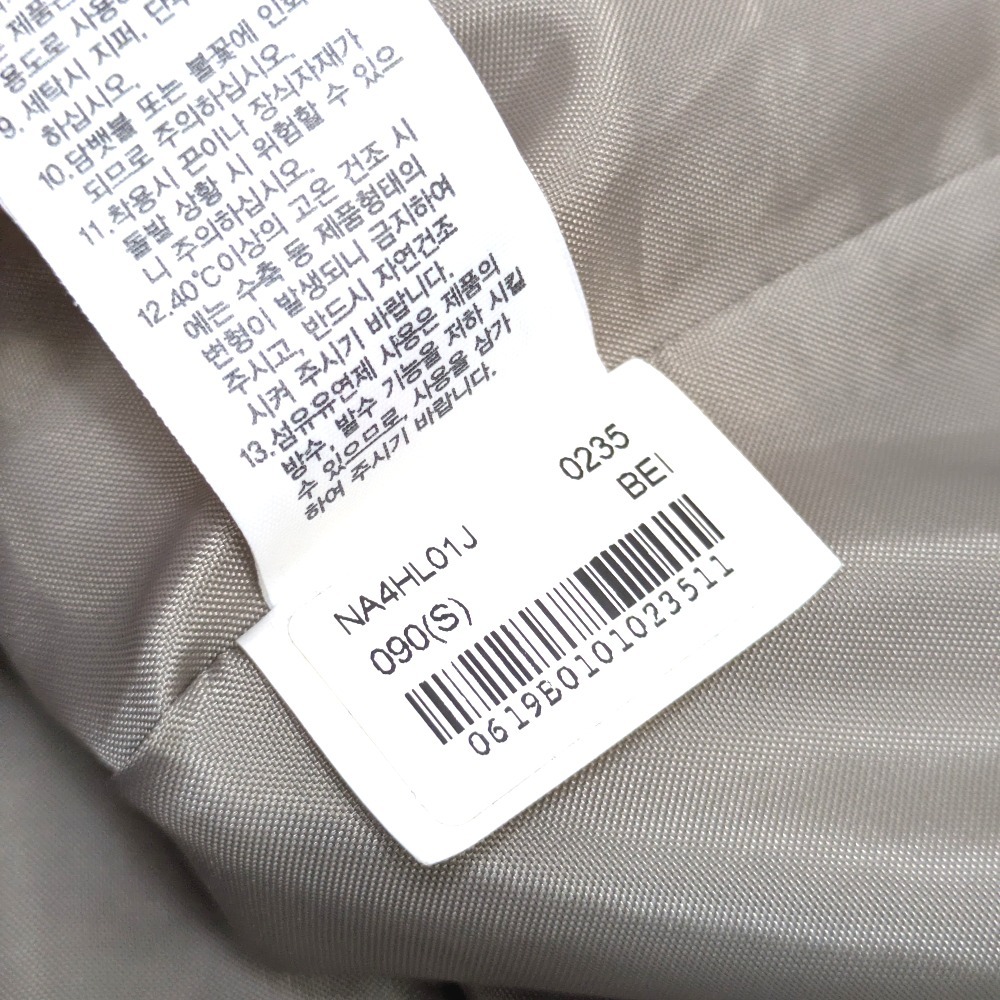 제품은
용도로 사용하
9.세탁시 지퍼, 단추
하십시오.
10.담뱃불 또는 불꽃에 인화
되므로 주의하십시오.
11.착용시 끈이나 장식자재가
돌발 상황 시 위험할 수 있으
니 주의하십시오.
12.40℃이상의 고온 건조 시
에는 수축 등 제품형태의
변형이 발생되니 금지하여
주시고, 반드시 자연건조
시켜 주시기 바랍니다.
13.섬유유연제 사용은 제품의
방수, 발수 기능을 저하 시킬
수 있으므로, 사용을 삼가
하여 주시기 바랍니다.
NA4HL01J
0235
090(S)
BEI
0619B0101023511